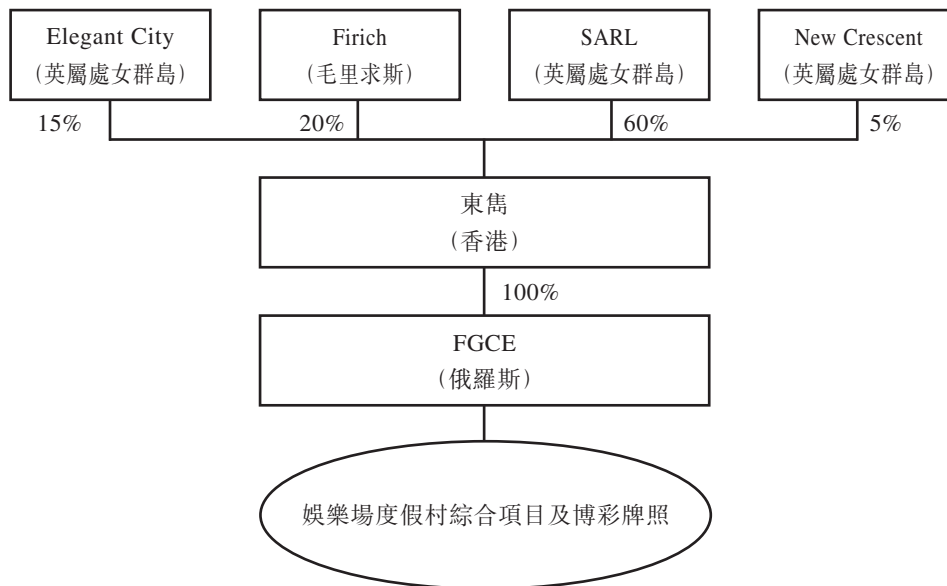 Elegant City
（英屬處女群島）
Firich
（毛里求斯）
SARL
（英屬處女群島）
New Crescent
（英屬處女群島）
15%
20%
60%
5%
東雋
（香港）
100%
FGCE
（俄羅斯）
娛樂場度假村綜合項目及博彩牌照